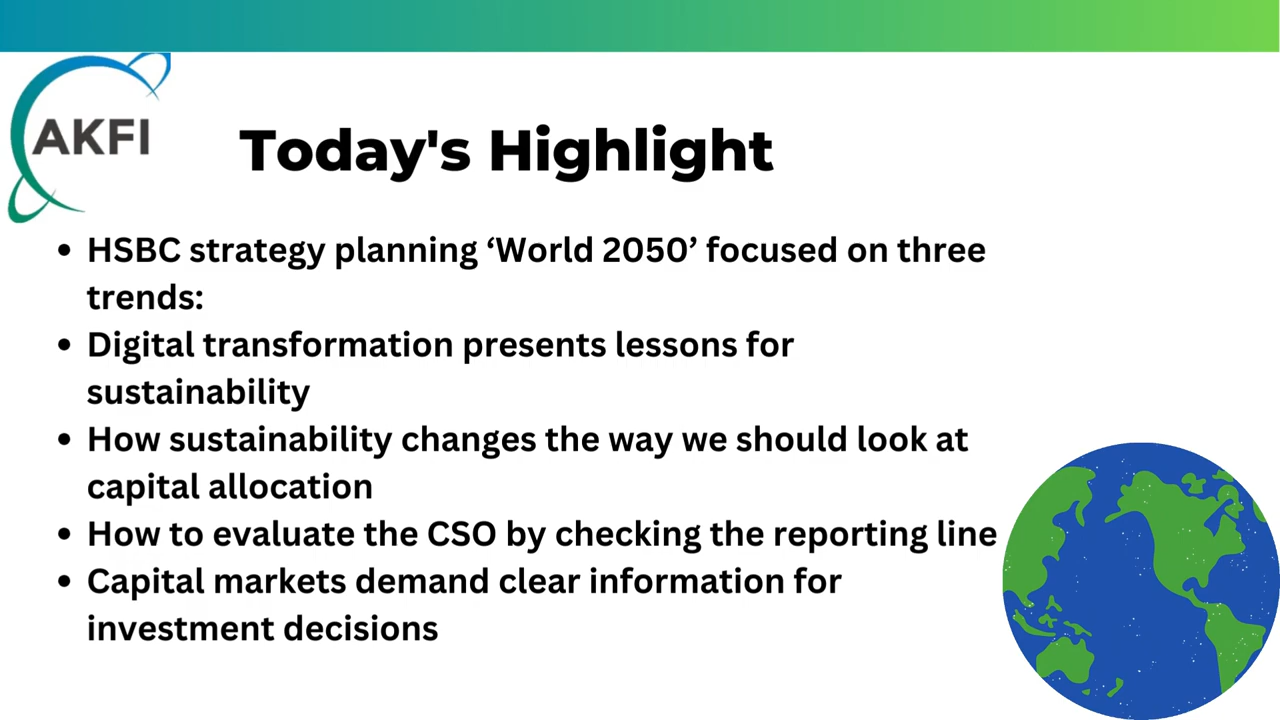 AKFI
Today's Highlight
• HSBC strategy planning ‘World 2050’ focused on three
trends:
• Digital transformation presents lessons for
sustainability
• How sustainability changes the way we should look at
capital allocation
• How to evaluate the CSO by checking the reporting line
• Capital markets demand clear information for
investment decisions